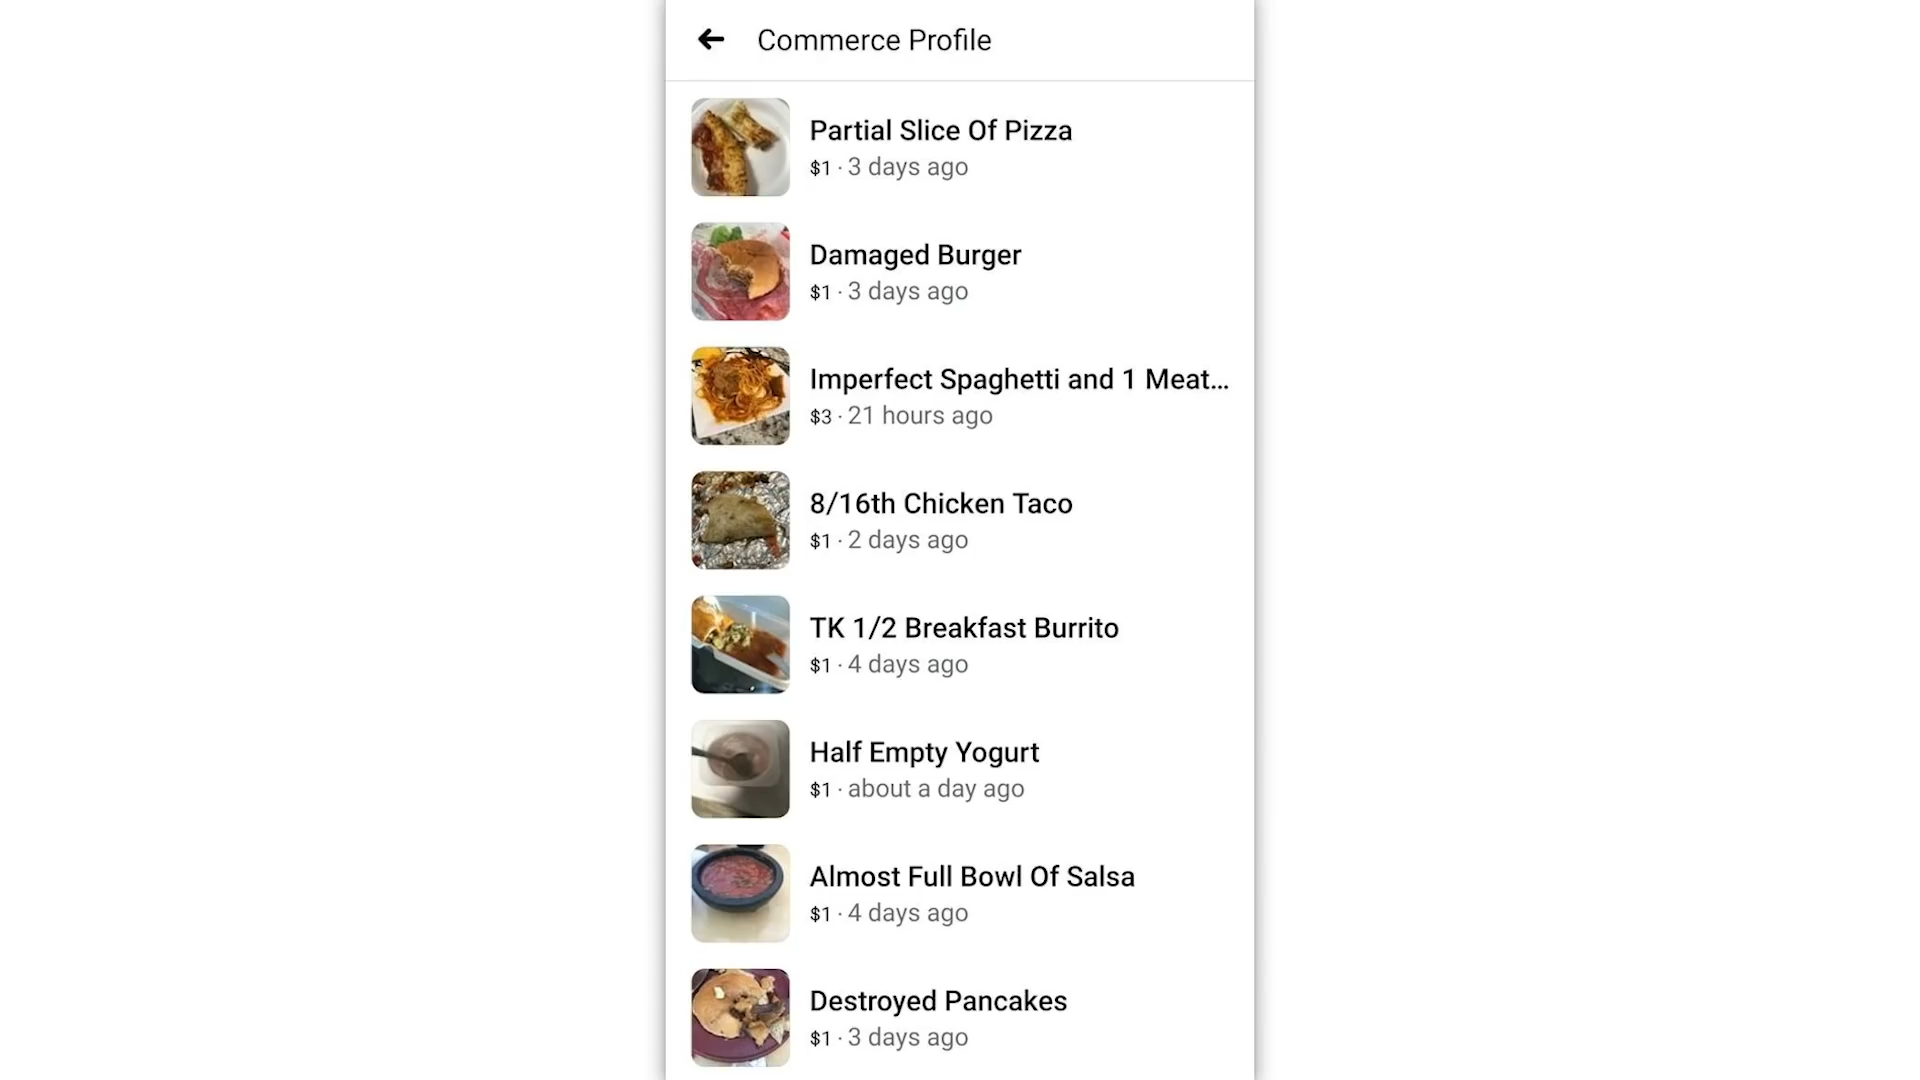 Commerce Profile
Partial Slice Of Pizza
$1 · 3 days ago
Damaged Burger
$1 · 3 days ago
Imperfect Spaghetti and 1 Meat...
$3 · 21 hours ago
8/16th Chicken Taco
$1 · 2 days ago
TK 1/2 Breakfast Burrito
$1 · 4 days ago
Half Empty Yogurt
$1 · about a day ago
Almost Full Bowl Of Salsa
$1 · 4 days ago
Destroyed Pancakes
$1 · 3 days ago